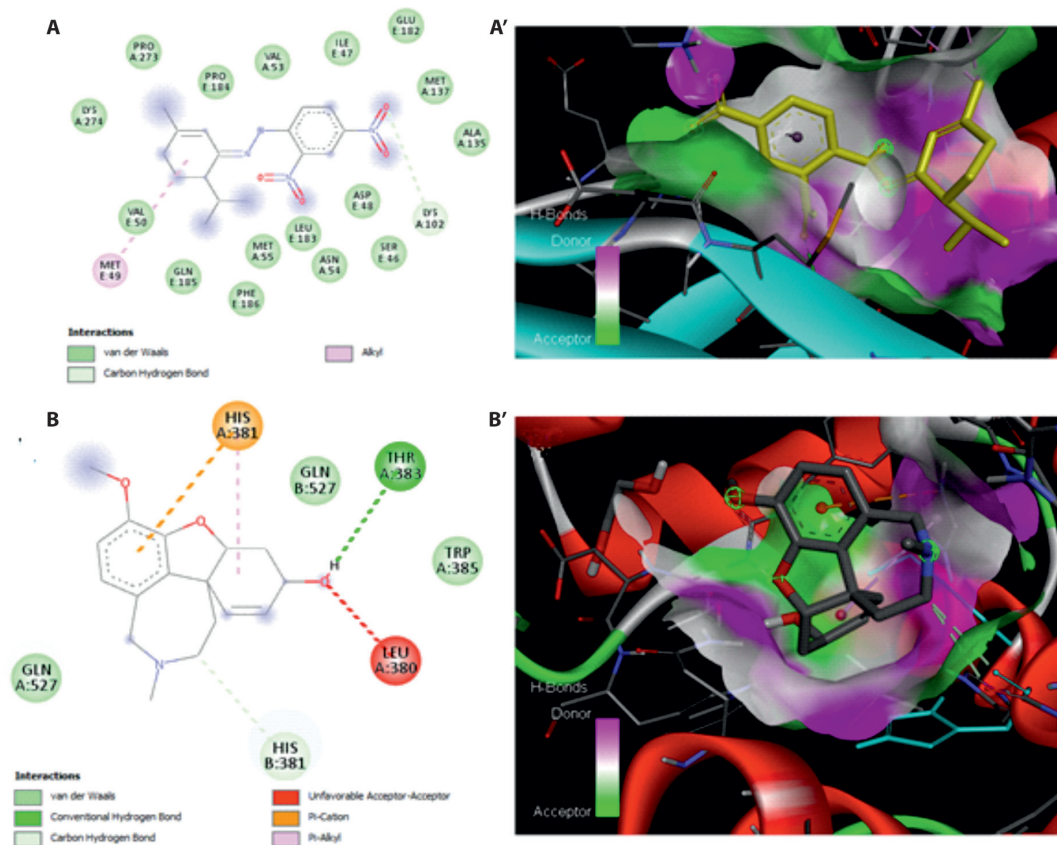 A
PRO
A:273
PRO
E:184
VAL
A:53
ILE
E:47
GLU
E:182
LYS
A:274
MET
A:137
ALA
A:135
VAL
E:50
ASP
E:48
LYS
A:102
MET
E:49
LEU
E:183
GLN
E:185
MET
A:55
ASN
A:54
SER
E:46
PHE
E:186
Interactions
van der Waals
Carbon Hydrogen Bond
Alkyl
A'
H-Bonds
Donor
Acceptor
B
HIS
A:381
GLN
B:527
THR
A:383
O
O
H
TRP
A:385
LEU
A:380
GLN
A:527
N
HIS
B:381
Interactions
van der Waals
Conventional Hydrogen Bond
Carbon Hydrogen Bond
Unfavorable Acceptor-Acceptor
Pi-Cation
Pi-Alkyl
B'
H-Bonds
Donor
Acceptor